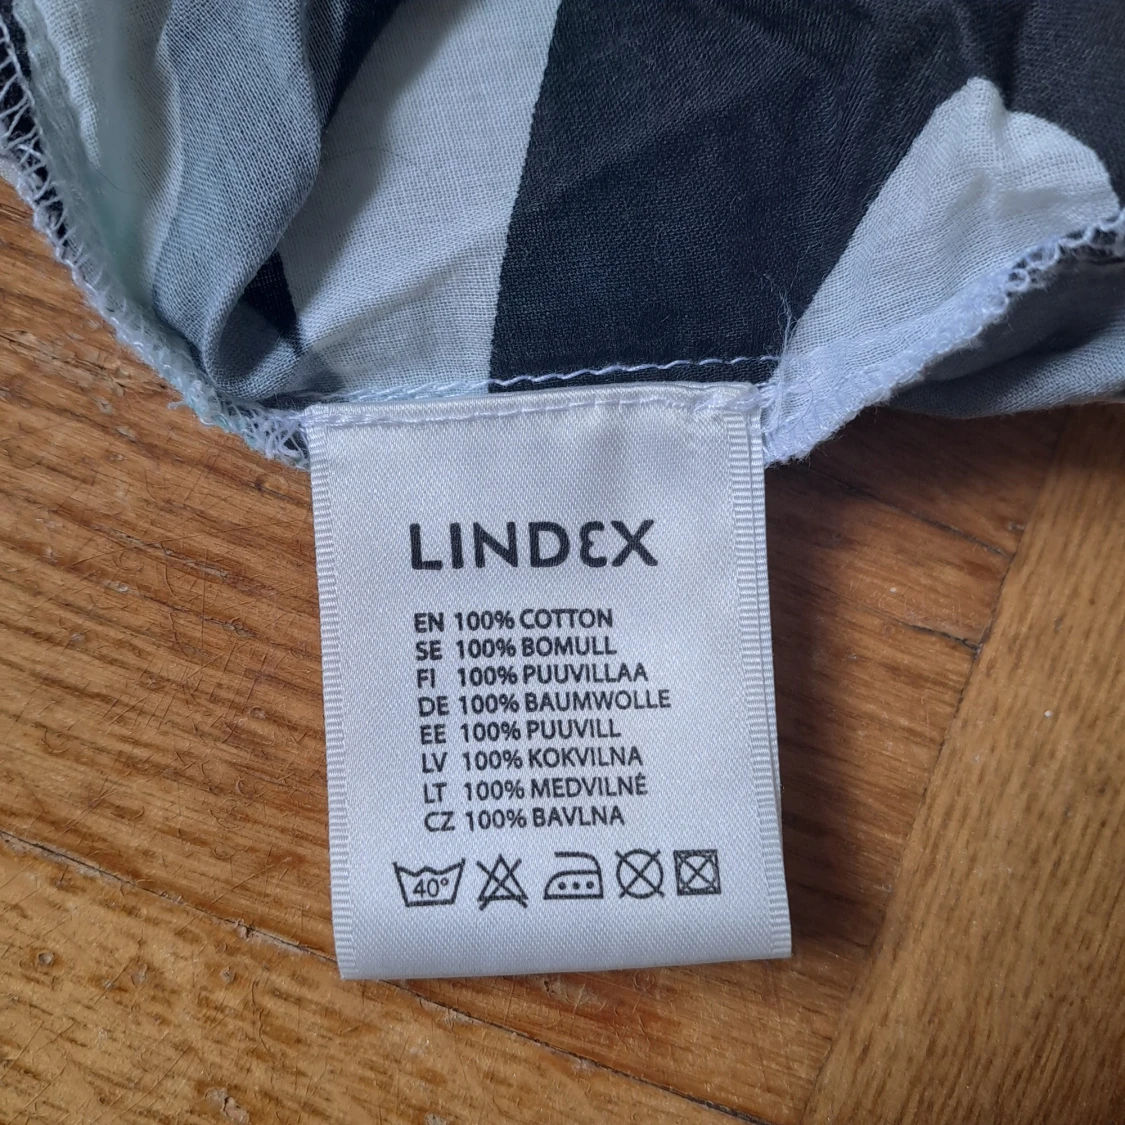 LINDEX
EN 100% COTTON
SE 100% BOMULL
FI 100% PUUVILLAA
DE 100% BAUMWOLLE
EE 100% PUUVILL
LV 100% KOKVILNA
LT 100% MEDVILNĖ
CZ 100% BAVLNA
40°